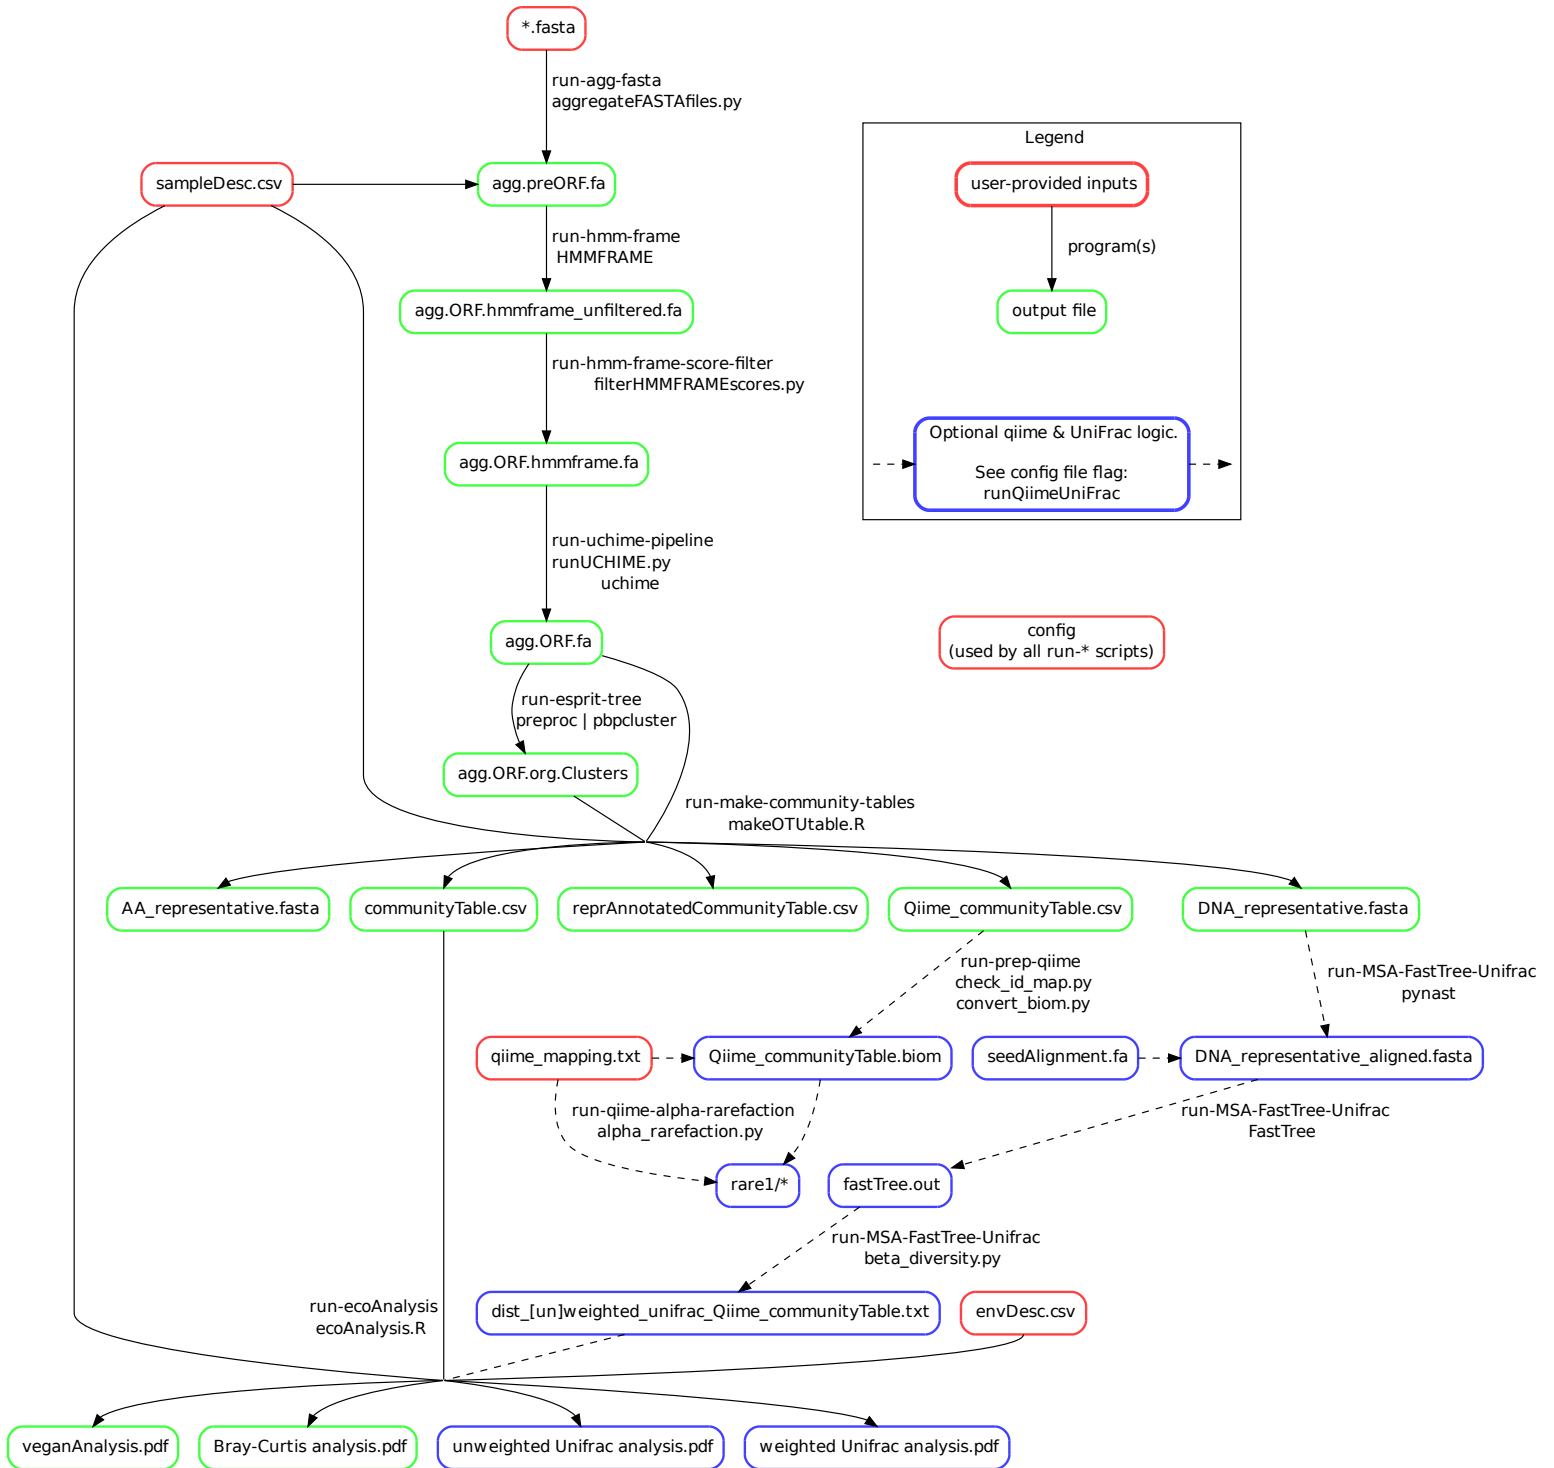 *.fasta
run-agg-fasta
aggregateFASTAfiles.py
Legend
sampleDesc.csv
agg.preORF.fa
user-provided inputs
run-hmm-frame
HMMFRAME
program(s)
agg.ORF.hmmframe_unfiltered.fa
output file
run-hmm-frame-score-filter
filterHMMFRAMEscores.py
Optional qiime & UniFrac logic.
See config file flag:
runQiimeUniFrac
agg.ORF.hmmframe.fa
run-uchime-pipeline
runUCHIME.py
uchime
agg.ORF.fa
config
(used by all run-* scripts)
run-esprit-tree
preproc | pbpcluster
agg.ORF.org.Clusters
run-make-community-tables
makeOTUtable.R
AA_representative.fasta
communityTable.csv
reprAnnotatedCommunityTable.csv
Qiime_communityTable.csv
DNA_representative.fasta
run-prep-qiime
check_id_map.py
convert_biom.py
run-MSA-FastTree-Unifrac
pynast
qiime_mapping.txt
Qiime_communityTable.biom
seedAlignment.fa
DNA_representative_aligned.fasta
run-qiime-alpha-rarefaction
alpha_rarefaction.py
run-MSA-FastTree-Unifrac
FastTree
rare1/*
fastTree.out
run-MSA-FastTree-Unifrac
beta_diversity.py
run-ecoAnalysis
ecoAnalysis.R
dist_[un]weighted_unifrac_Qiime_communityTable.txt
envDesc.csv
veganAnalysis.pdf
Bray-Curtis analysis.pdf
unweighted Unifrac analysis.pdf
weighted Unifrac analysis.pdf